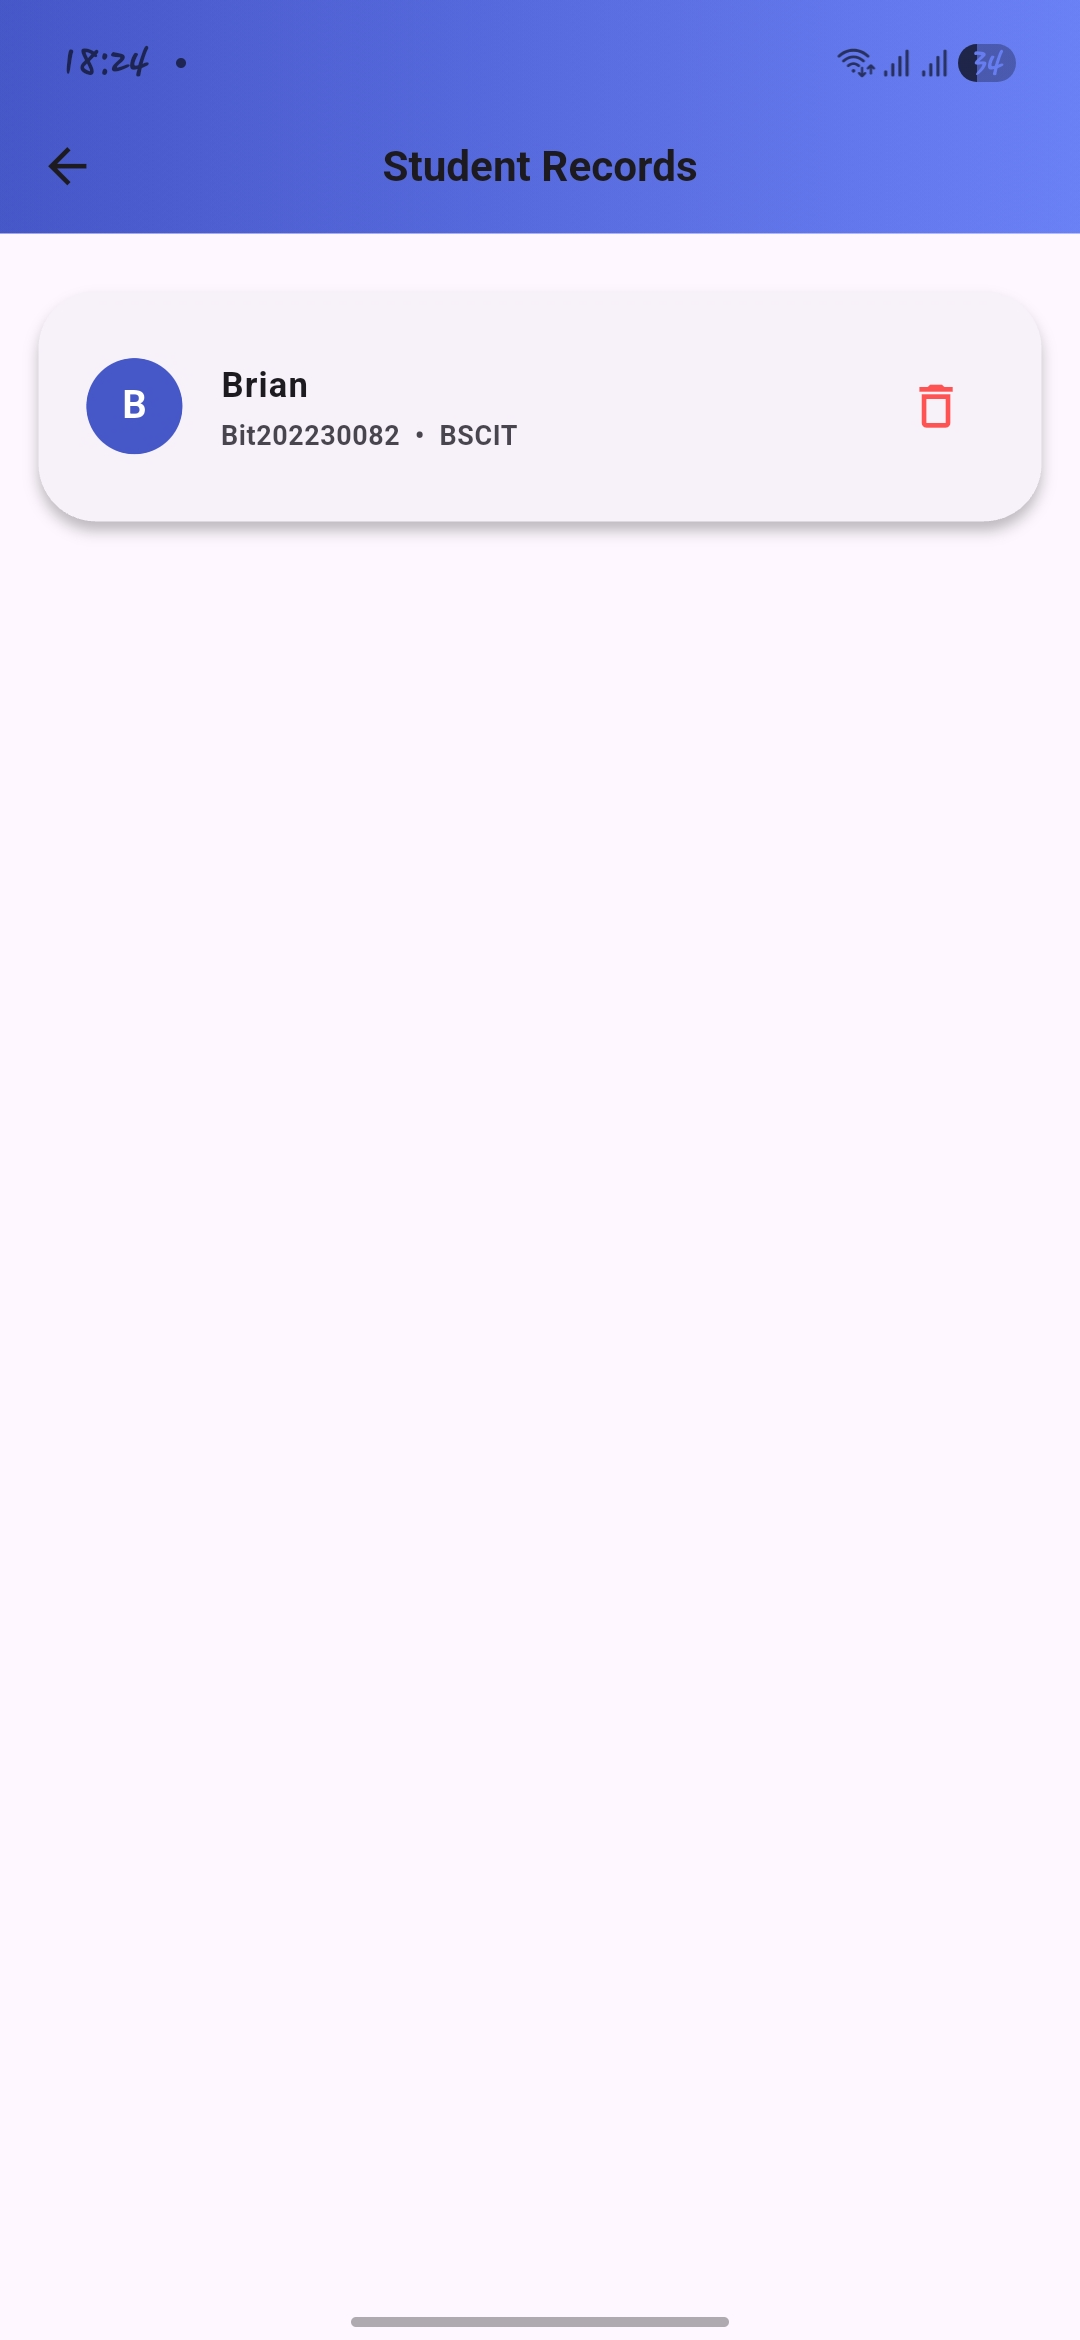 18:24
34
Student Records
B
Brian
Bit202230082 • BSCIT